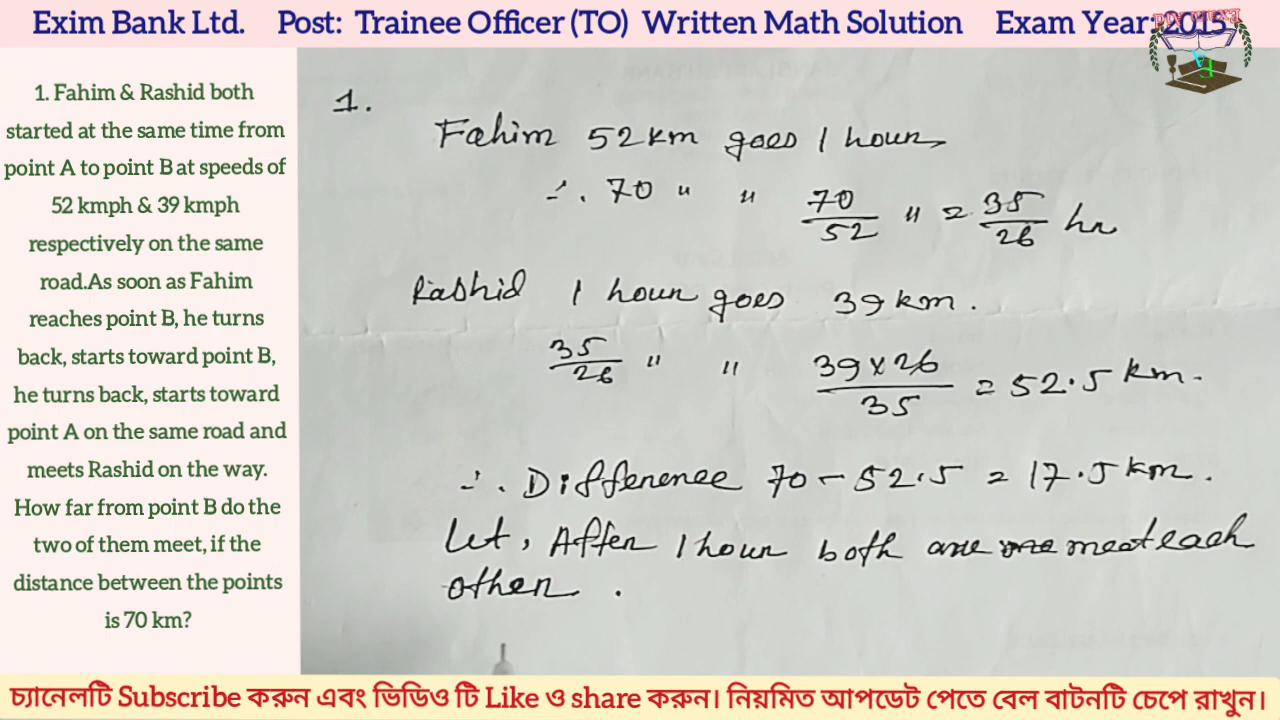 Exim Bank Ltd. Post: Trainee Officer (TO) Written Math Solution Exam Year: 2015
1. Fahim & Rashid both
started at the same time from
point A to point B at speeds of
52 kmph & 39 kmph
respectively on the same
road.As soon as Fahim
reaches point B, he turns
back, starts toward point B,
he turns back, starts toward
point A on the same road and
meets Rashid on the way.
How far from point B do the
two of them meet, if the
distance between the points
is 70 km?
1.
Fahim 52 km goes 1 hour
∴ 70 " " 70/52 " = 35/26 hr
Rashid 1 hour goes 39 km.
35/26 " " 39×26/35 = 52.5 km.
∴ Difference 70 - 52.5 = 17.5 km.
Let, After 1 hour both are meet each
other.
চ্যানেলটি Subscribe করুন এবং ভিডিও টি Like ও share করুন। নিয়মিত আপডেট পেতে বেল বাটনটি চেপে রাখুন।